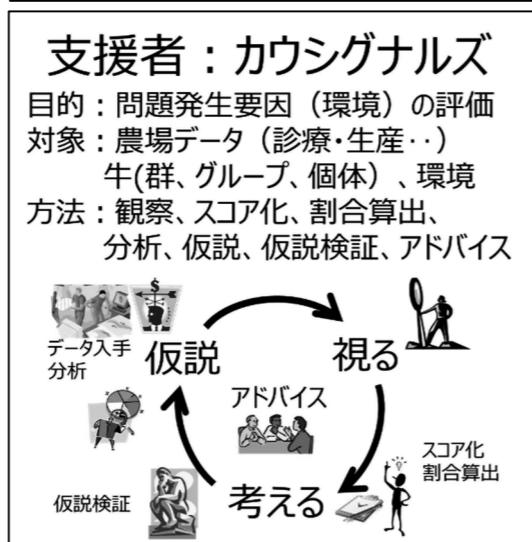 支援者：カウシグナルズ
目的：問題発生要因（環境）の評価
対象：農場データ（診療・生産‥）
牛(群、グループ、個体）、環境
方法：観察、スコア化、割合算出、
分析、仮説、仮説検証、アドバイス
$
データ入手
分析
仮説
視る
アドバイス
スコア化
割合算出
仮説検証
考える